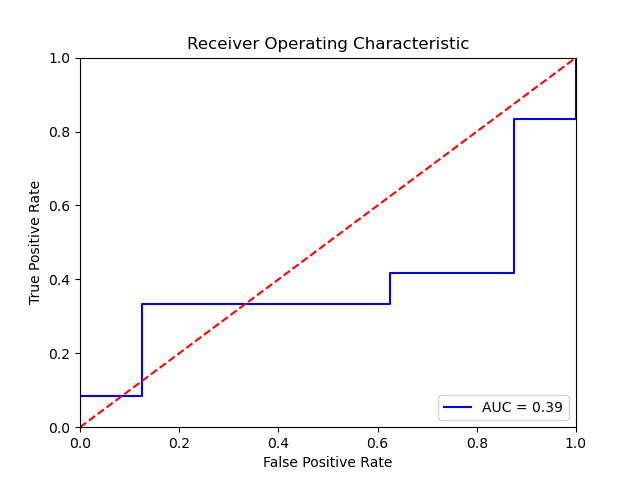 Receiver Operating Characteristic
1.0
0.8
0.6
0.4
0.2
0.0
True Positive Rate
AUC = 0.39
0.0 0.2 0.4 0.6 0.8 1.0
False Positive Rate